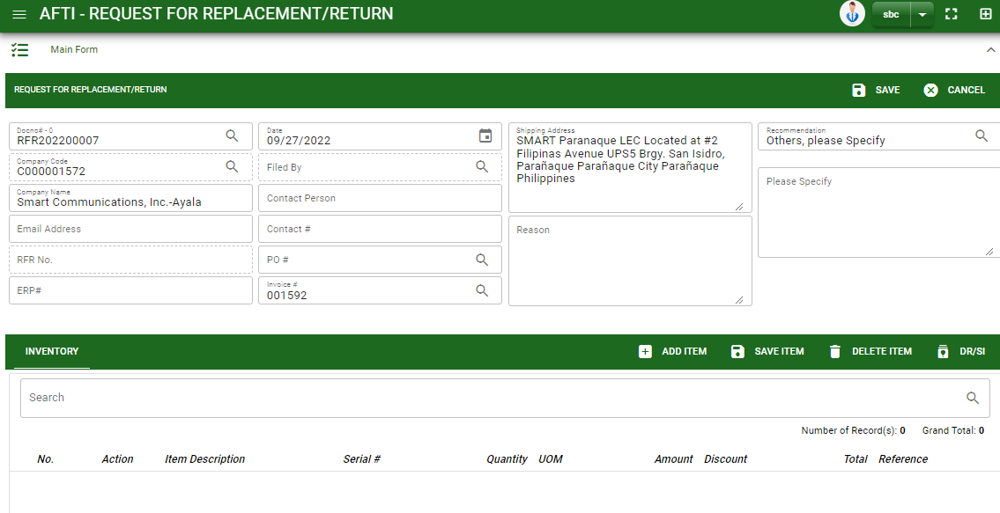 AFTI - REQUEST FOR REPLACEMENT/RETURN
sbc
Main Form
REQUEST FOR REPLACEMENT/RETURN
SAVE
CANCEL
Docno# - 0
RFR202200007
Date
09/27/2022
Shipping Address
SMART Paranaque LEC Located at #2
Filipinas Avenue UPS5 Brgy. San Isidro,
Parañaque Parañaque City Parañaque
Philippines
Recommendation
Others, please Specify
Company Code
C000001572
Filed By
Please Specify
Company Name
Smart Communications, Inc.-Ayala
Contact Person
Email Address
Contact #
Reason
RFR No.
PO #
ERP#
Invoice #
001592
INVENTORY
ADD ITEM
SAVE ITEM
DELETE ITEM
DR/SI
Search
Number of Record(s): 0
Grand Total: 0
No. Action Item Description Serial # Quantity UOM Amount Discount Total Reference